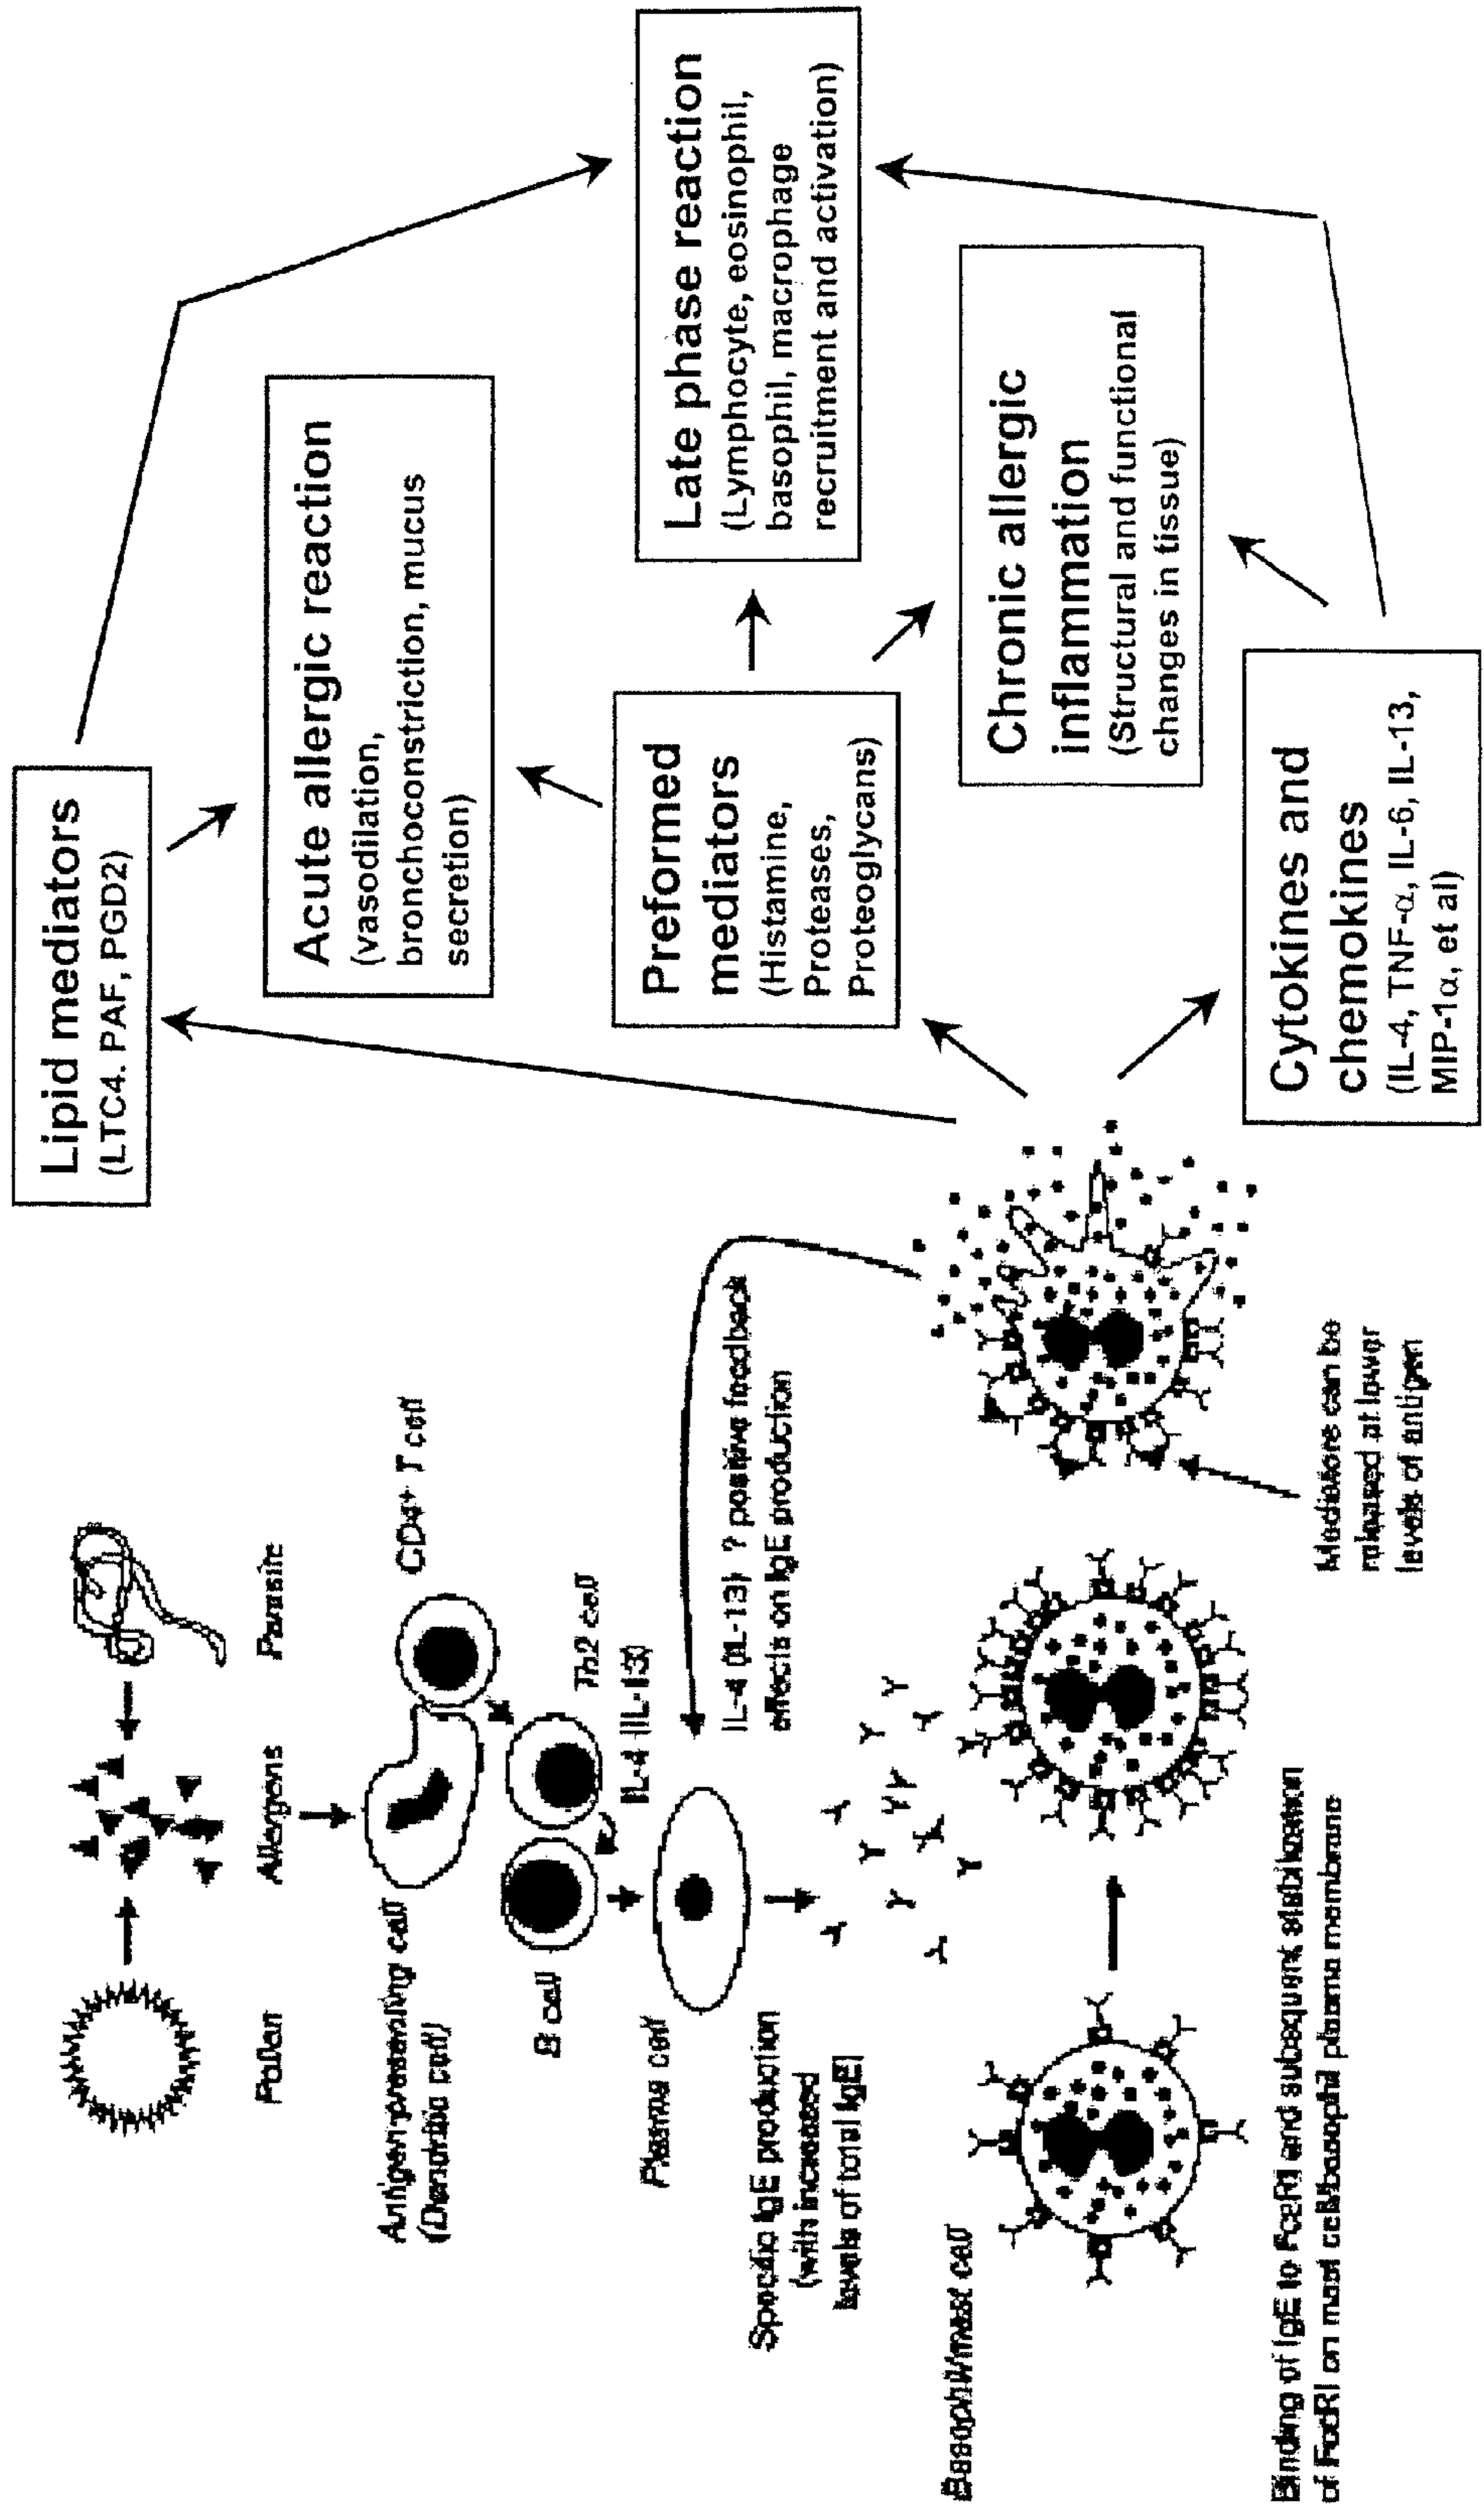 Pollen
Allergens
Parasite
Antigen-presenting cell
(Dendritic cell)
CD4+ T cell
B cell
Th2 cell
IL-4 (IL-13)
Plasma cell
Specific IgE production
(with increased
levels of total IgE)
IL-4 (IL-13) ? positive feedback
effects on IgE production
Basophil/mast cell
Binding of IgE to FcεRI and subsequent stabilization
of FcεRI on mast cell/basophil plasma membrane
Mediators can be
released at lower
levels of antigen
Lipid mediators
(LTC4. PAF, PGD2)
Acute allergic reaction
(vasodilation,
bronchoconstriction, mucus
secretion)
Preformed
mediators
(Histamine,
Proteases,
Proteoglycans)
Late phase reaction
(Lymphocyte, eosinophil,
basophil, macrophage
recruitment and activation)
Chronic allergic
inflammation
(Structural and functional
changes in tissue)
Cytokines and
chemokines
(IL-4, TNF-α, IL-6, IL-13,
MIP-1α, et al)